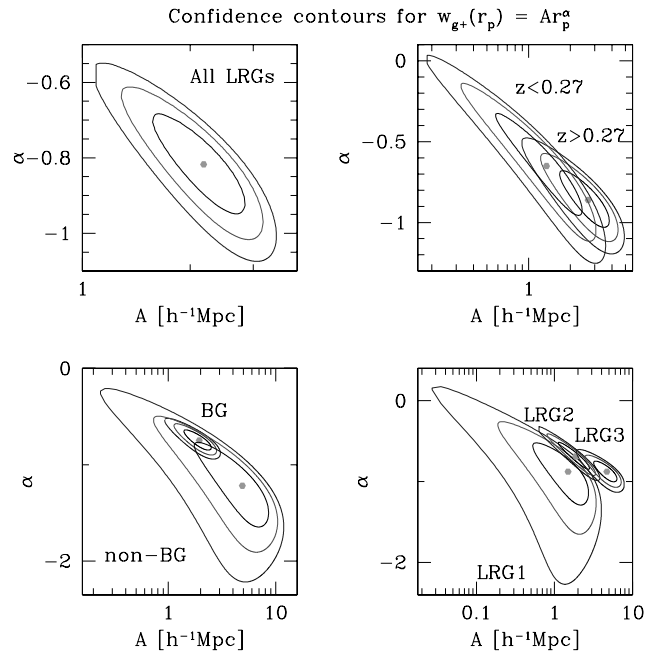 Confidence contours for w_{g+}(r_p) = Ar_p^α
All LRGs
−0.6
−0.8
−1
α
1
A [h⁻¹Mpc]
z<0.27
z>0.27
0
−0.5
−1
α
1
A [h⁻¹Mpc]
BG
non−BG
0
−2
α
1
10
A [h⁻¹Mpc]
LRG2
LRG3
LRG1
0
−2
α
0.1
1
10
A [h⁻¹Mpc]